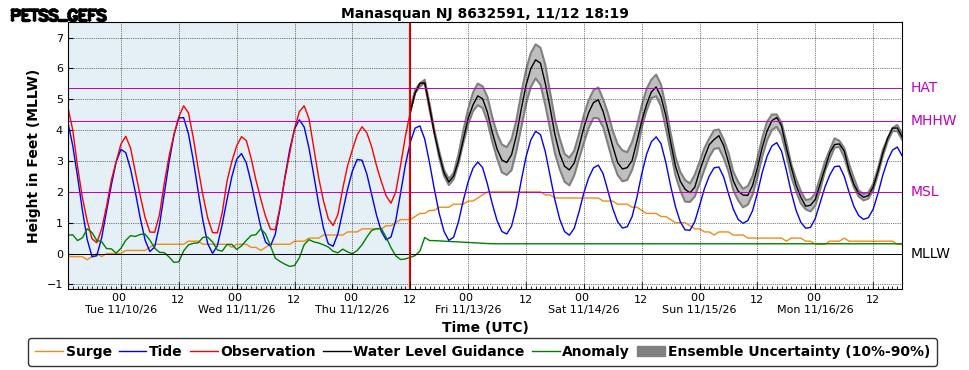 PETSS_GEFS
Manasquan NJ 8632591, 11/12 18:19
Height in Feet (MLLW)
7
6
5
4
3
2
1
0
−1
HAT
MHHW
MSL
MLLW
00 12 00 12 00 12 00 12 00 12 00 12 00 12
Tue 11/10/26 Wed 11/11/26 Thu 11/12/26 Fri 11/13/26 Sat 11/14/26 Sun 11/15/26 Mon 11/16/26
Time (UTC)
Surge Tide Observation Water Level Guidance Anomaly Ensemble Uncertainty (10%-90%)